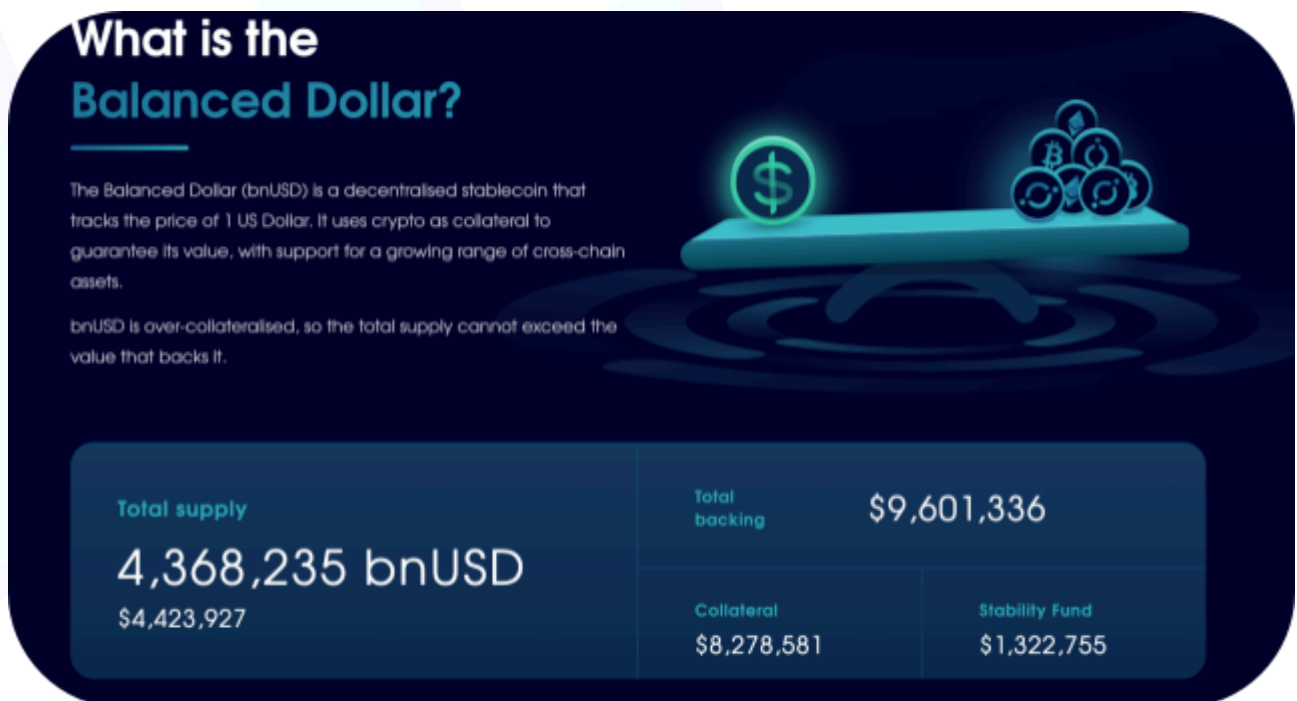 What is the
Balanced Dollar?
The Balanced Dollar (bnUSD) is a decentralised stablecoin that
tracks the price of 1 US Dollar. It uses crypto as collateral to
guarantee its value, with support for a growing range of cross-chain
assets.
bnUSD is over-collateralised, so the total supply cannot exceed the
value that backs it.
Total supply
4,368,235 bnUSD
$4,423,927
Total
backing
$9,601,336
Collateral
$8,278,581
Stability Fund
$1,322,755